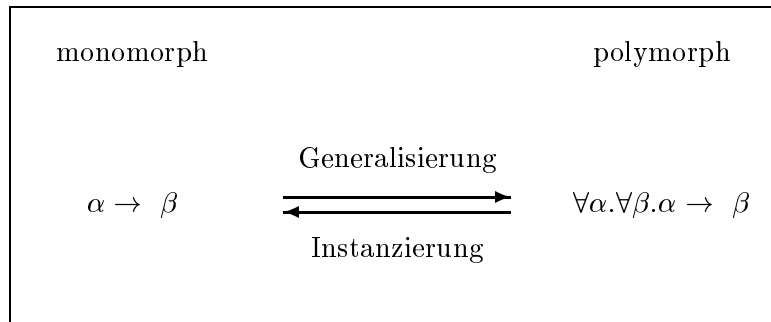 monomorph polymorph
Generalisierung
α → β ∀α.∀β.α → β
Instanzierung